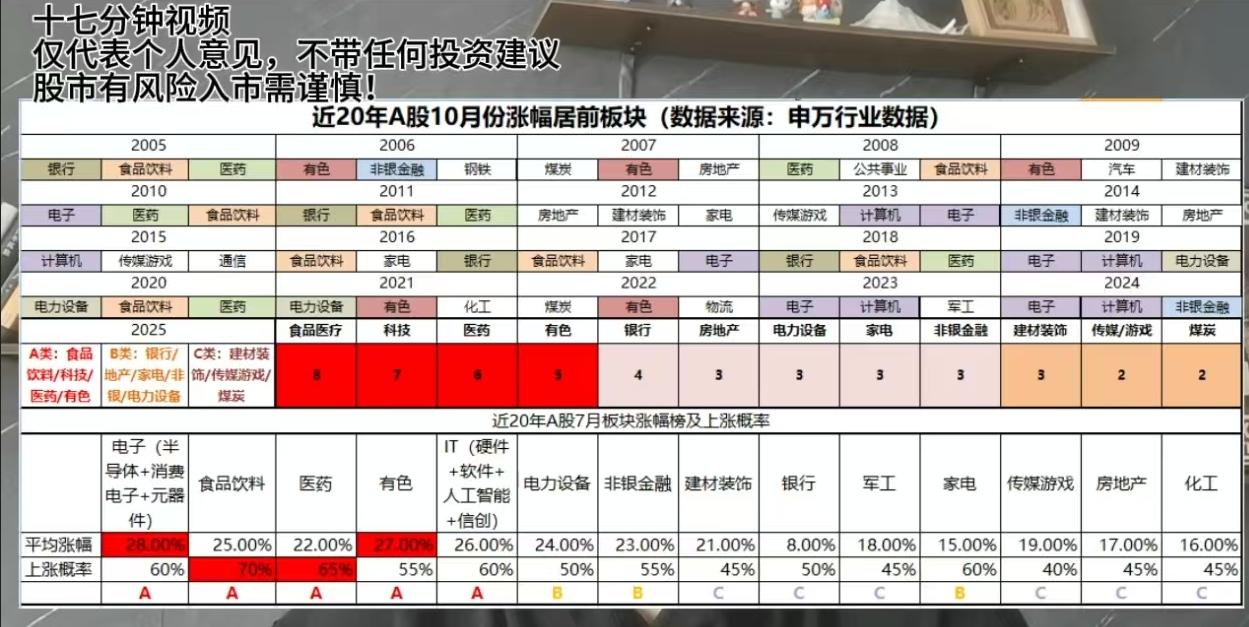 十七分钟视频
仅代表个人意见，不带任何投资建议
股市有风险入市需谨慎！
近20年A股10月份涨幅居前板块（数据来源：申万行业数据）
2005 2006 2007 2008 2009
银行 食品饮料 医药 有色 非银金融 钢铁 煤炭 有色 房地产 医药 公共事业 食品饮料 有色 汽车 建材装饰
2010 2011 2012 2013 2014
电子 医药 食品饮料 银行 食品饮料 医药 房地产 建材装饰 家电 传媒游戏 计算机 电子 非银金融 建材装饰 房地产
2015 2016 2017 2018 2019
计算机 传媒游戏 通信 食品饮料 家电 银行 食品饮料 家电 电子 银行 食品饮料 医药 电子 计算机 电力设备
2020 2021 2022 2023 2024
电力设备 食品饮料 医药 电力设备 有色 化工 煤炭 有色 物流 电子 计算机 军工 电子 计算机 非银金融
2025 食品医疗 科技 医药 有色 银行 房地产 电力设备 家电 非银金融 建材装饰 传媒/游戏 煤炭
A类：食品饮料/科技/医药/有色 B类：银行/地产/家电/非银/电力设备 C类：建材装饰/传媒游戏/煤炭 8 7 6 5 4 3 3 3 3 3 2 2
近20年A股7月板块涨幅榜及上涨概率
电子（半导体+消费电子+元器件） 食品饮料 医药 有色 IT（硬件+软件+人工智能+信创） 电力设备 非银金融 建材装饰 银行 军工 家电 传媒游戏 房地产 化工
平均涨幅 28.00% 25.00% 22.00% 27.00% 26.00% 24.00% 23.00% 21.00% 8.00% 18.00% 15.00% 19.00% 17.00% 16.00%
上涨概率 60% 70% 65% 55% 60% 50% 55% 45% 50% 45% 60% 40% 45% 45%
A A A A A B B C C C B C C C